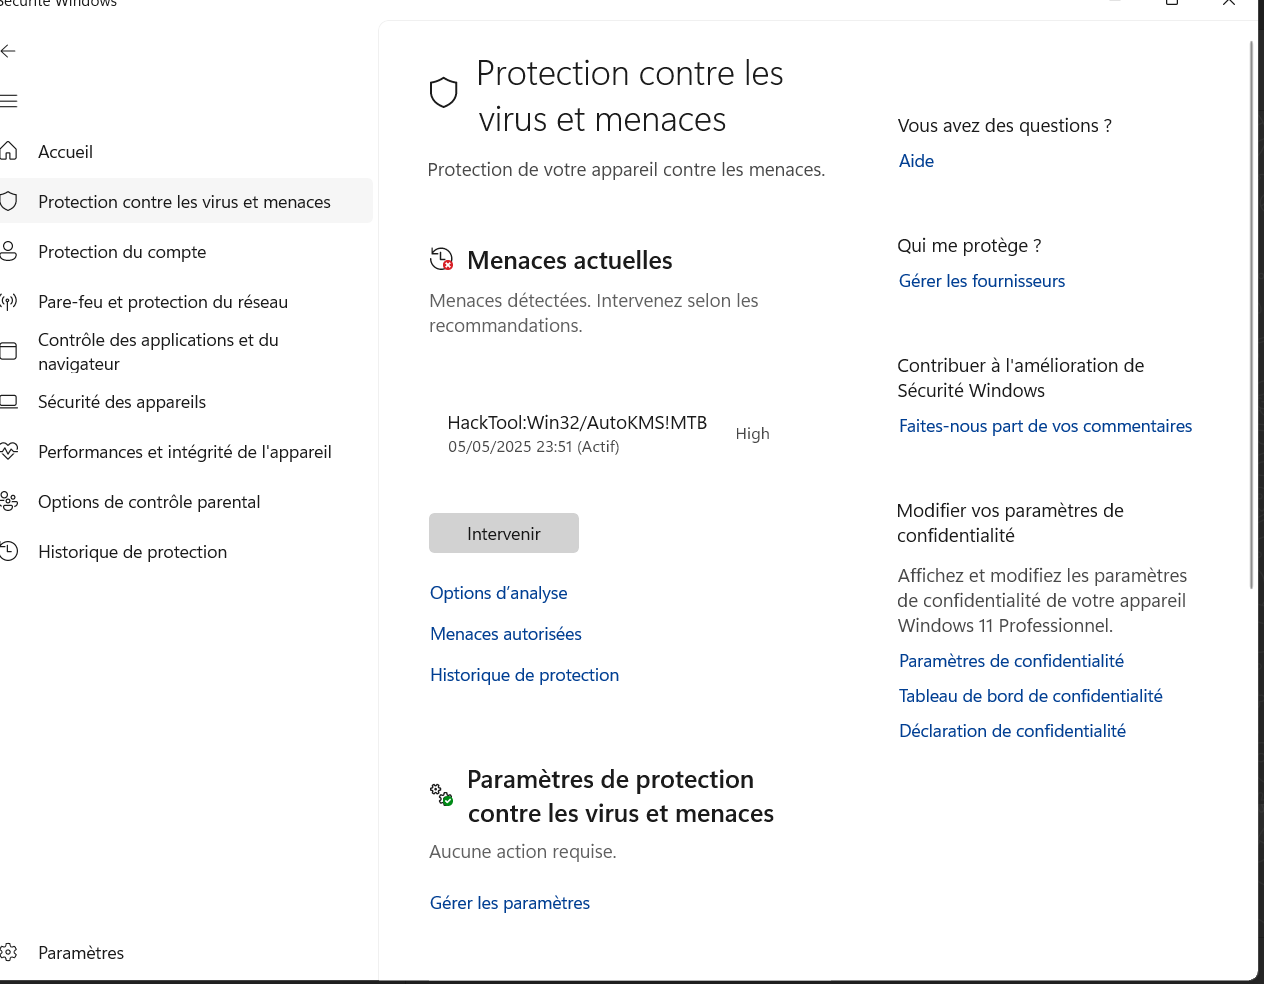 Sécurité Windows
Accueil
Protection contre les virus et menaces
Protection du compte
Pare-feu et protection du réseau
Contrôle des applications et du
navigateur
Sécurité des appareils
Performances et intégrité de l'appareil
Options de contrôle parental
Historique de protection
Paramètres
Protection contre les
virus et menaces
Protection de votre appareil contre les menaces.
Menaces actuelles
Menaces détectées. Intervenez selon les
recommandations.
HackTool:Win32/AutoKMS!MTB
05/05/2025 23:51 (Actif)
High
Intervenir
Options d’analyse
Menaces autorisées
Historique de protection
Paramètres de protection
contre les virus et menaces
Aucune action requise.
Gérer les paramètres
Vous avez des questions ?
Aide
Qui me protège ?
Gérer les fournisseurs
Contribuer à l'amélioration de
Sécurité Windows
Faites-nous part de vos commentaires
Modifier vos paramètres de
confidentialité
Affichez et modifiez les paramètres
de confidentialité de votre appareil
Windows 11 Professionnel.
Paramètres de confidentialité
Tableau de bord de confidentialité
Déclaration de confidentialité